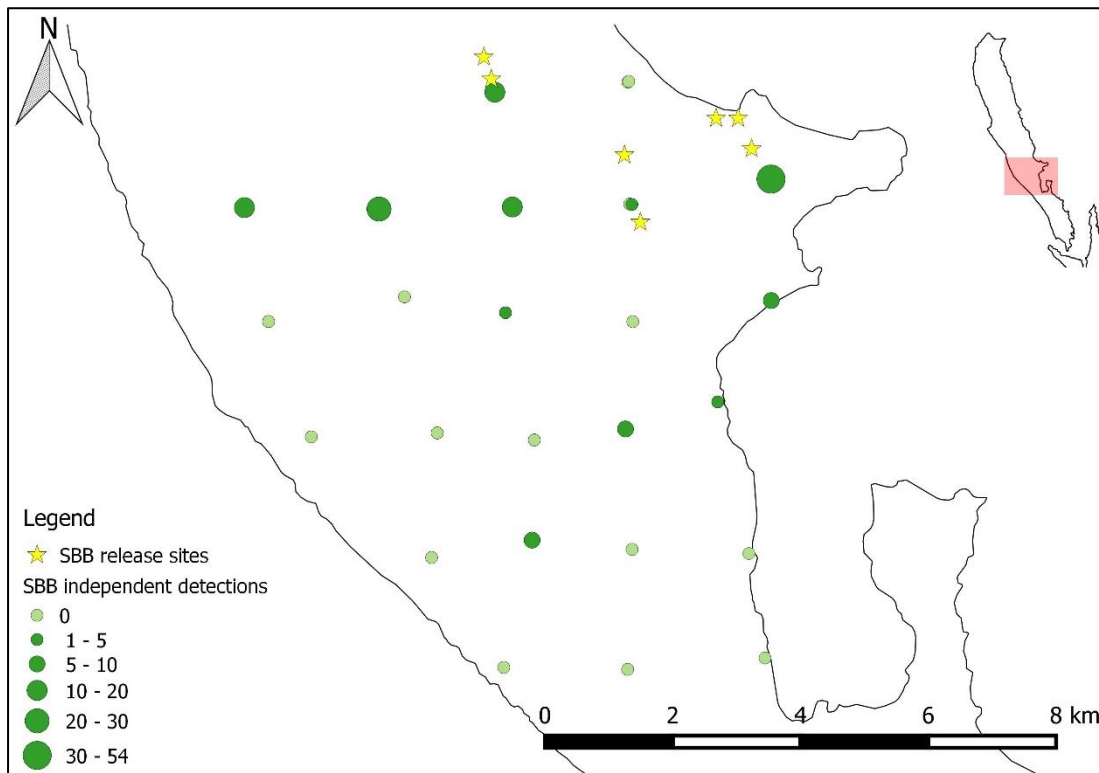 N
Legend
SBB release sites
SBB independent detections
0
1 - 5
5 - 10
10 - 20
20 - 30
30 - 54
0 2 4 6 8 km